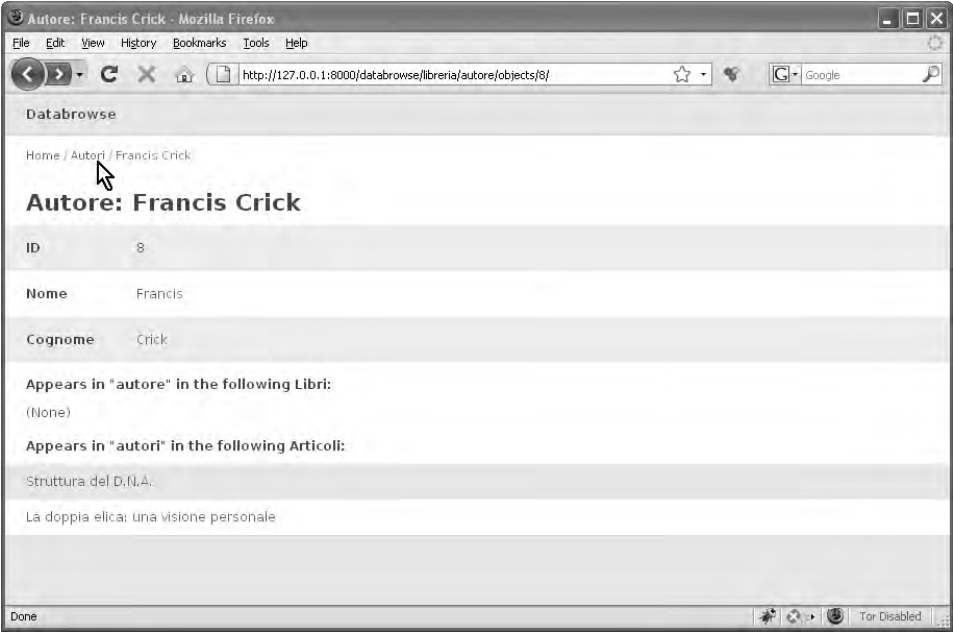 Autore: Francis Crick - Mozilla Firefox
File Edit View History Bookmarks Tools Help
http://127.0.0.1:8000/databrowse/libreria/autore/objects/8/ G Google
Databrowse
Home / Autori / Francis Crick
Autore: Francis Crick
ID 8
Nome Francis
Cognome Crick
Appears in "autore" in the following Libri:
(None)
Appears in "autori" in the following Articoli:
Struttura del D.N.A.
La doppia elica: una visione personale
Done Tor Disabled